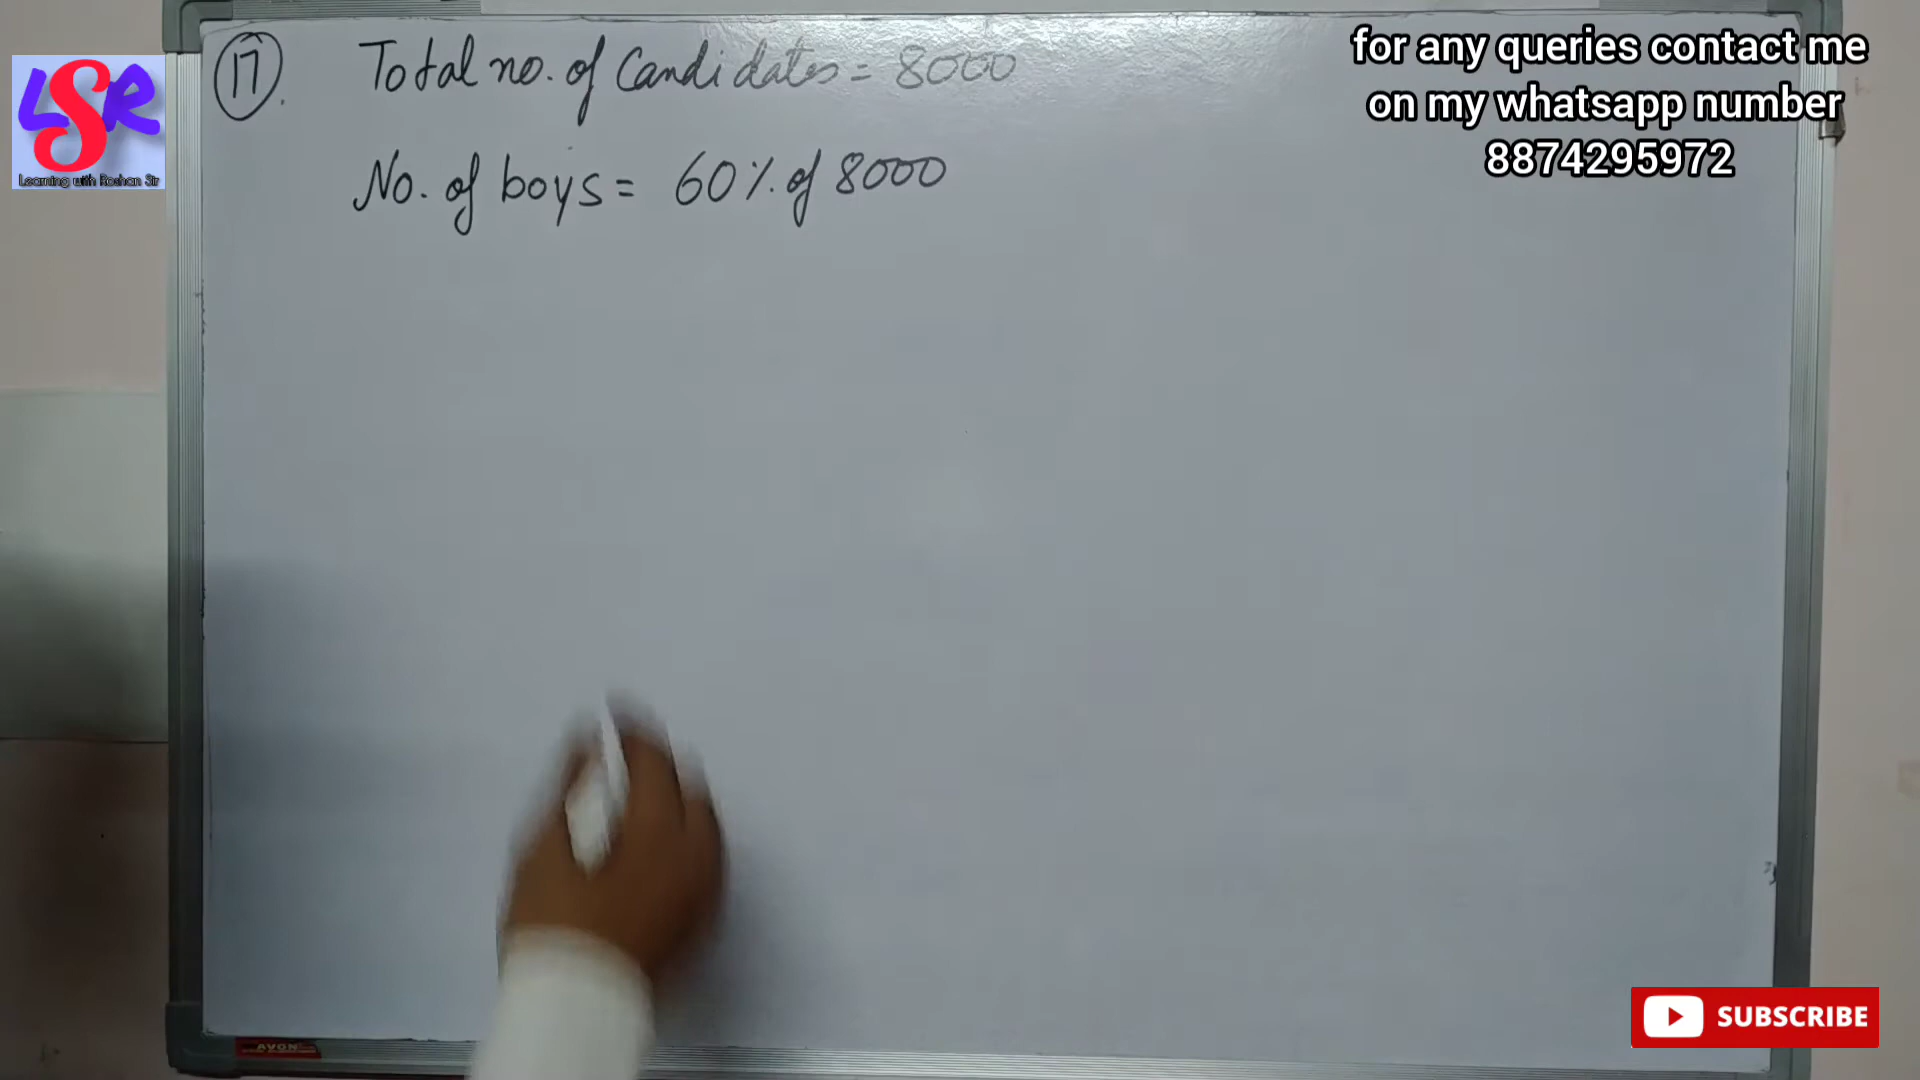 17.
Total no. of Candidates = 8000
No. of boys = 60% of 8000
LSR
Learning with Roshan Sir
for any queries contact me
on my whatsapp number
8874295972
AVON
SUBSCRIBE